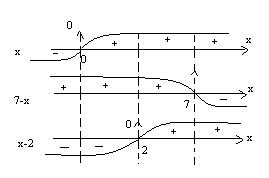 0
x + + + x
− 0
7-x + + + 7 − x
0
x-2 − − 2 + + x